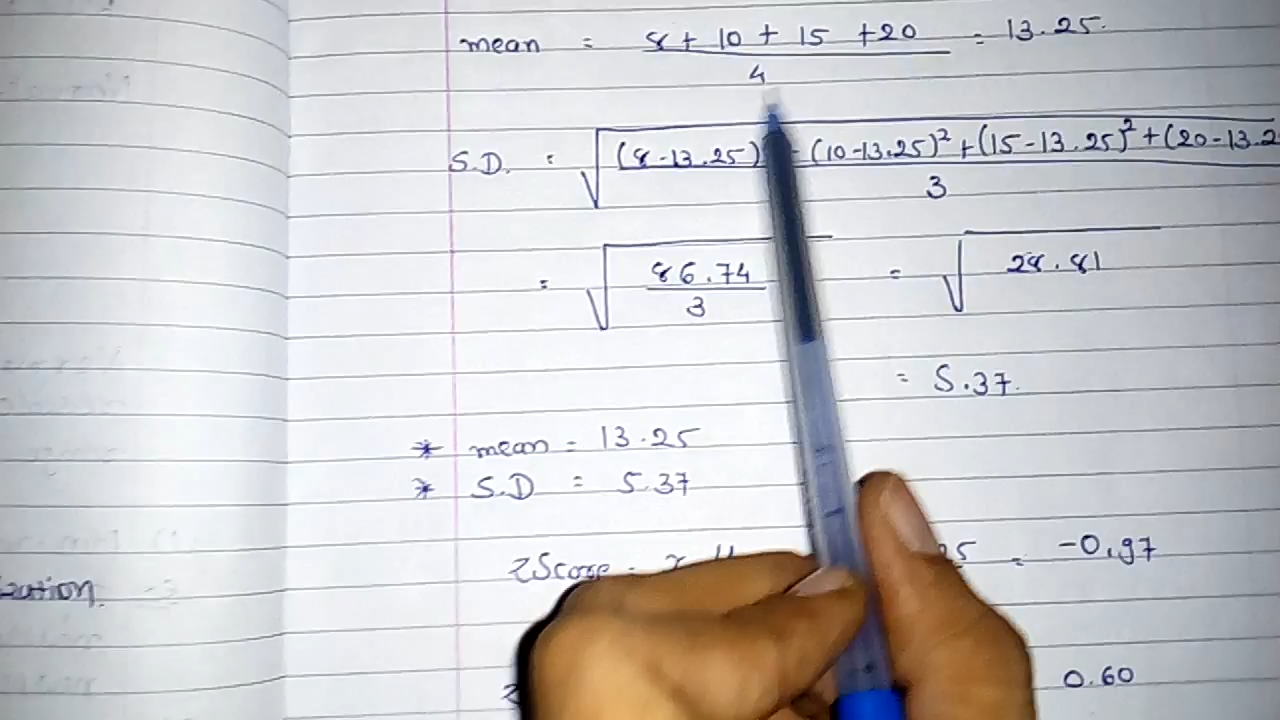 mean = 8 + 10 + 15 + 20 / 4 = 13.25.
S.D. = √ (8-13.25) (10-13.25)² + (15-13.25)² + (20-13.2 / 3
= √ 86.74 / 3 = √ 28.81
= 5.37.
* mean = 13.25
* S.D = 5.37
zScore = -0.97
0.60